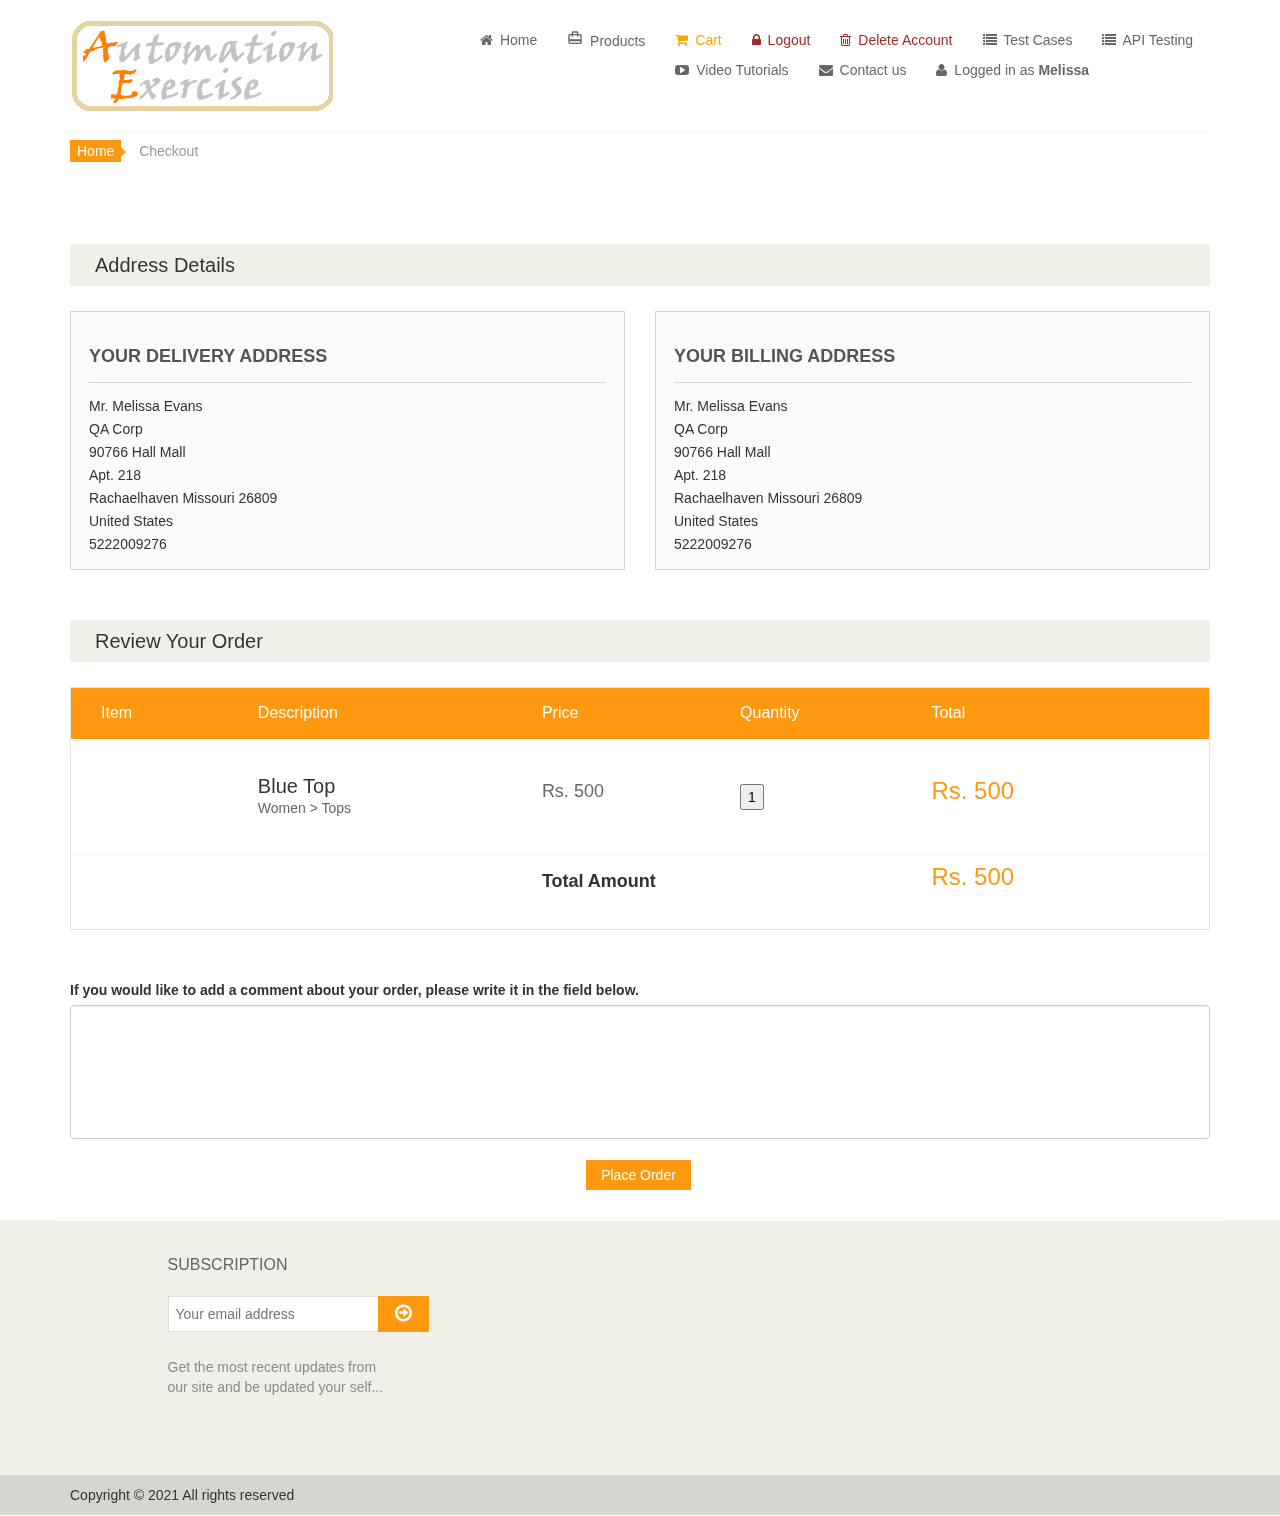 Automation
Exercise
Home Products Cart Logout Delete Account Test Cases API Testing
Video Tutorials Contact us Logged in as Melissa
Home Checkout
Address Details
YOUR DELIVERY ADDRESS
Mr. Melissa Evans
QA Corp
90766 Hall Mall
Apt. 218
Rachaelhaven Missouri 26809
United States
5222009276
YOUR BILLING ADDRESS
Mr. Melissa Evans
QA Corp
90766 Hall Mall
Apt. 218
Rachaelhaven Missouri 26809
United States
5222009276
Review Your Order
Item Description Price Quantity Total
Blue Top Rs. 500 1 Rs. 500
Women > Tops
Total Amount Rs. 500
If you would like to add a comment about your order, please write it in the field below.
Place Order
SUBSCRIPTION
Your email address
Get the most recent updates from
our site and be updated your self...
Copyright © 2021 All rights reserved